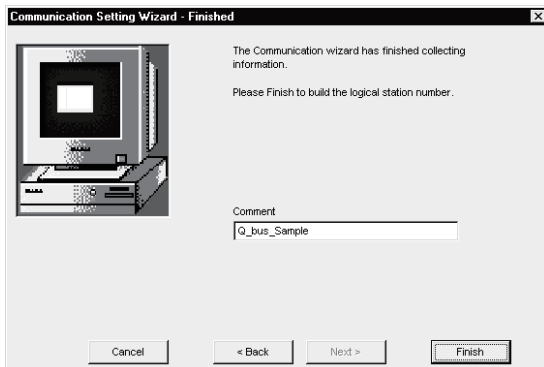 Communication Setting Wizard - Finished
The Communication wizard has finished collecting
information.
Please Finish to build the logical station number.
Comment
Q_bus_Sample
Cancel
< Back
Next >
Finish